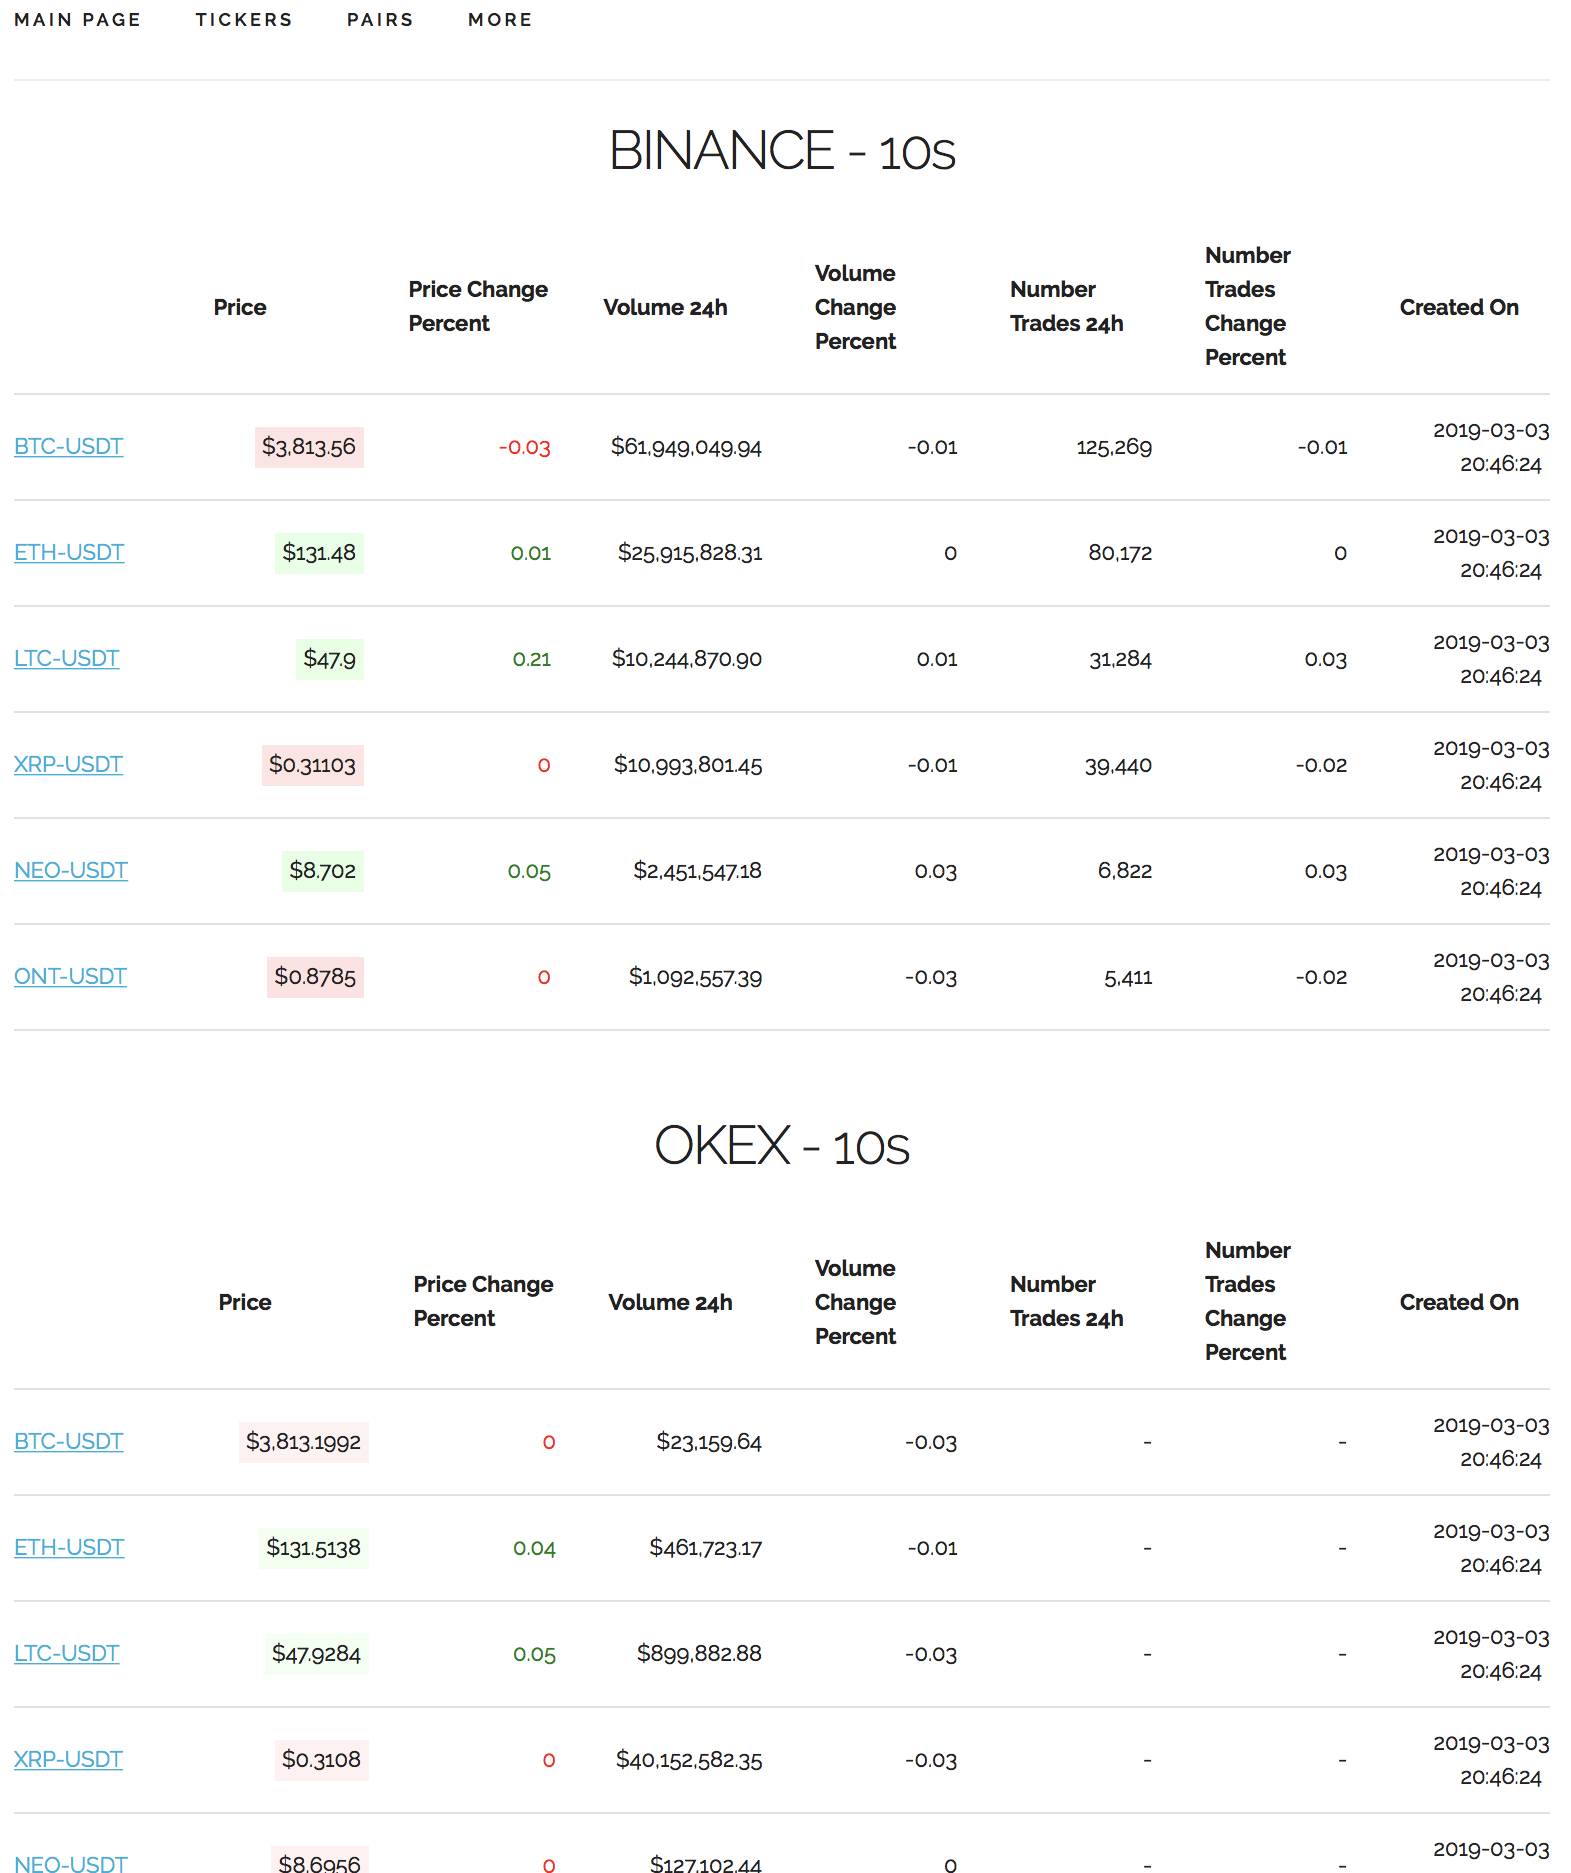 MAIN PAGE TICKERS PAIRS MORE
BINANCE - 10s
Price Price Change Percent Volume 24h Volume Change Percent Number Trades 24h Number Trades Change Percent Created On
BTC-USDT $3,813.56 -0.03 $61,949,049.94 -0.01 125,269 -0.01 2019-03-03 20:46:24
ETH-USDT $131.48 0.01 $25,915,828.31 0 80,172 0 2019-03-03 20:46:24
LTC-USDT $47.9 0.21 $10,244,870.90 0.01 31,284 0.03 2019-03-03 20:46:24
XRP-USDT $0.31103 0 $10,993,801.45 -0.01 39,440 -0.02 2019-03-03 20:46:24
NEO-USDT $8.702 0.05 $2,451,547.18 0.03 6,822 0.03 2019-03-03 20:46:24
ONT-USDT $0.8785 0 $1,092,557.39 -0.03 5,411 -0.02 2019-03-03 20:46:24
OKEX - 10s
Price Price Change Percent Volume 24h Volume Change Percent Number Trades 24h Number Trades Change Percent Created On
BTC-USDT $3,813.1992 0 $23,159.64 -0.03 - - 2019-03-03 20:46:24
ETH-USDT $131.5138 0.04 $461,723.17 -0.01 - - 2019-03-03 20:46:24
LTC-USDT $47.9284 0.05 $899,882.88 -0.03 - - 2019-03-03 20:46:24
XRP-USDT $0.3108 0 $40,152,582.35 -0.03 - - 2019-03-03 20:46:24
NEO-USDT $8.6956 0 $127,102.44 0 - - 2019-03-03